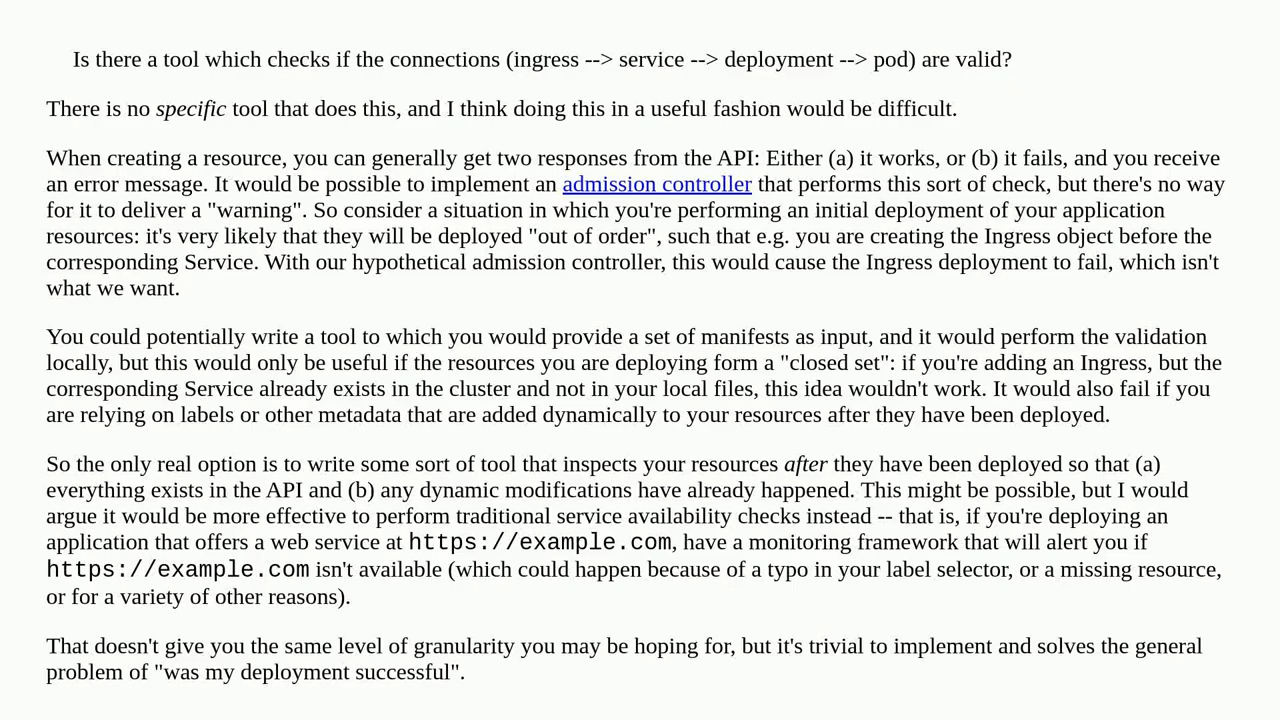 Is there a tool which checks if the connections (ingress --> service --> deployment --> pod) are valid?
There is no specific tool that does this, and I think doing this in a useful fashion would be difficult.
When creating a resource, you can generally get two responses from the API: Either (a) it works, or (b) it fails, and you receive
an error message. It would be possible to implement an admission controller that performs this sort of check, but there's no way
for it to deliver a "warning". So consider a situation in which you're performing an initial deployment of your application
resources: it's very likely that they will be deployed "out of order", such that e.g. you are creating the Ingress object before the
corresponding Service. With our hypothetical admission controller, this would cause the Ingress deployment to fail, which isn't
what we want.
You could potentially write a tool to which you would provide a set of manifests as input, and it would perform the validation
locally, but this would only be useful if the resources you are deploying form a "closed set": if you're adding an Ingress, but the
corresponding Service already exists in the cluster and not in your local files, this idea wouldn't work. It would also fail if you
are relying on labels or other metadata that are added dynamically to your resources after they have been deployed.
So the only real option is to write some sort of tool that inspects your resources after they have been deployed so that (a)
everything exists in the API and (b) any dynamic modifications have already happened. This might be possible, but I would
argue it would be more effective to perform traditional service availability checks instead -- that is, if you're deploying an
application that offers a web service at https://example.com, have a monitoring framework that will alert you if
https://example.com isn't available (which could happen because of a typo in your label selector, or a missing resource,
or for a variety of other reasons).
That doesn't give you the same level of granularity you may be hoping for, but it's trivial to implement and solves the general
problem of "was my deployment successful".